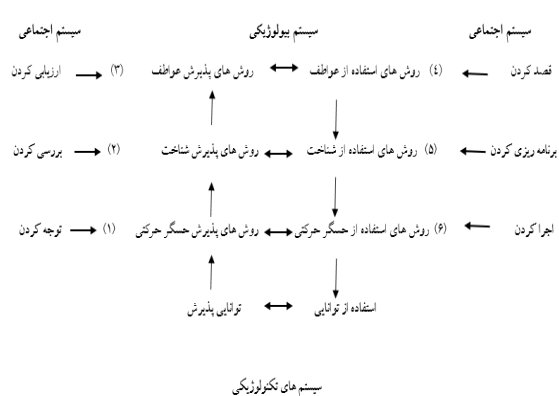 سیستم اجتماعی سیستم بیولوژیکی سیستم اجتماعی
قصد کردن (۴) روش های استفاده از عواطف روش های پذیرش عواطف (۳) ارزیابی کردن
برنامه ریزی کردن (۵) روش های استفاده از شناخت روش های پذیرش شناخت (۲) بررسی کردن
اجرا کردن (۶) روش های استفاده از حسگر حرکتی روش های پذیرش حسگر حرکتی (۱) توجه کردن
استفاده از توانایی توانایی پذیرش
سیستم های تکنولوژیکی